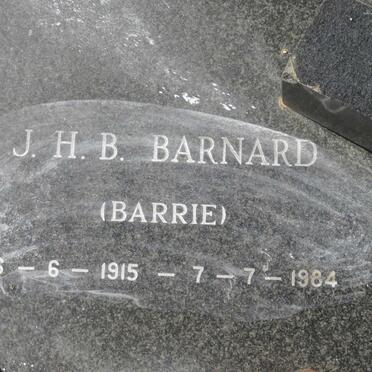 J. H. B. BARNARD
(BARRIE)
– 6 – 1915 – 7 – 7 – 1984